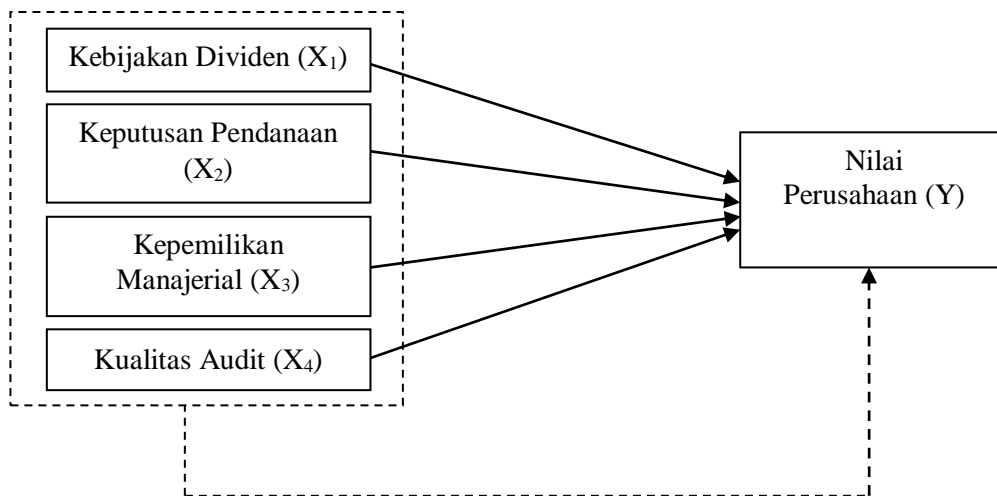 Kebijakan Dividen (X₁)
Keputusan Pendanaan
(X₂)
Kepemilikan
Manajerial (X₃)
Kualitas Audit (X₄)
Nilai
Perusahaan (Y)